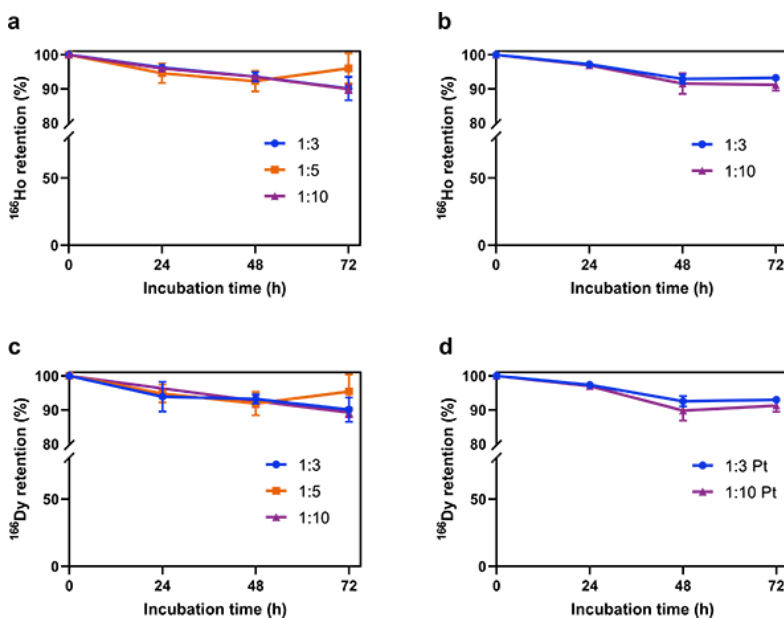 a
100
90
80
50
0
¹⁶⁶Ho retention (%)
1:3
1:5
1:10
0 24 48 72
Incubation time (h)
b
100
90
80
50
0
¹⁶⁶Ho retention (%)
1:3
1:10
0 24 48 72
Incubation time (h)
c
100
90
80
50
0
¹⁶⁶Dy retention (%)
1:3
1:5
1:10
0 24 48 72
Incubation time (h)
d
100
90
80
50
0
¹⁶⁶Dy retention (%)
1:3 Pt
1:10 Pt
0 24 48 72
Incubation time (h)